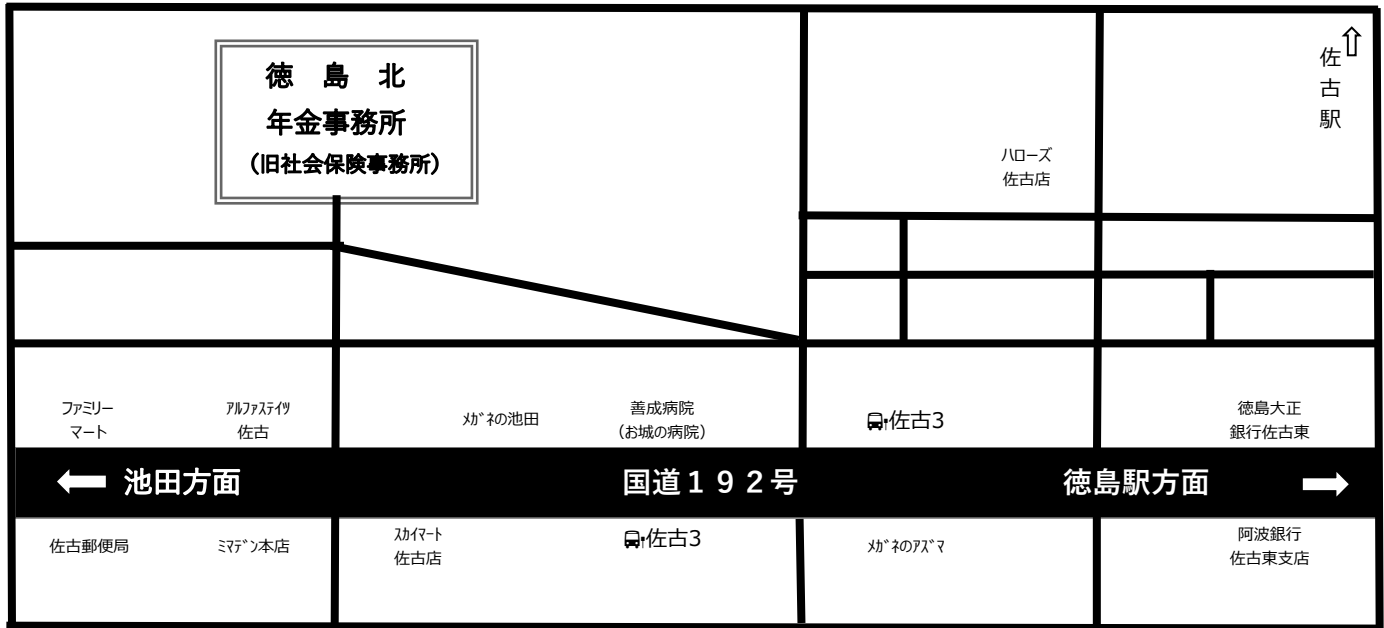 徳 島 北
年金事務所
（旧社会保険事務所）
⇧
佐古駅
ハローズ
佐古店
ファミリー
マート
ｱﾙﾌｧｽﾃｲﾂ
佐古
ﾒｶﾞﾈの池田
善成病院
（お城の病院）
佐古3
徳島大正
銀行佐古東
池田方面
国道１９２号
徳島駅方面
佐古郵便局
ﾐﾏﾃﾞﾝ本店
ｽｶｲﾏｰﾄ
佐古店
佐古3
ﾒｶﾞﾈのｱｽﾞﾏ
阿波銀行
佐古東支店